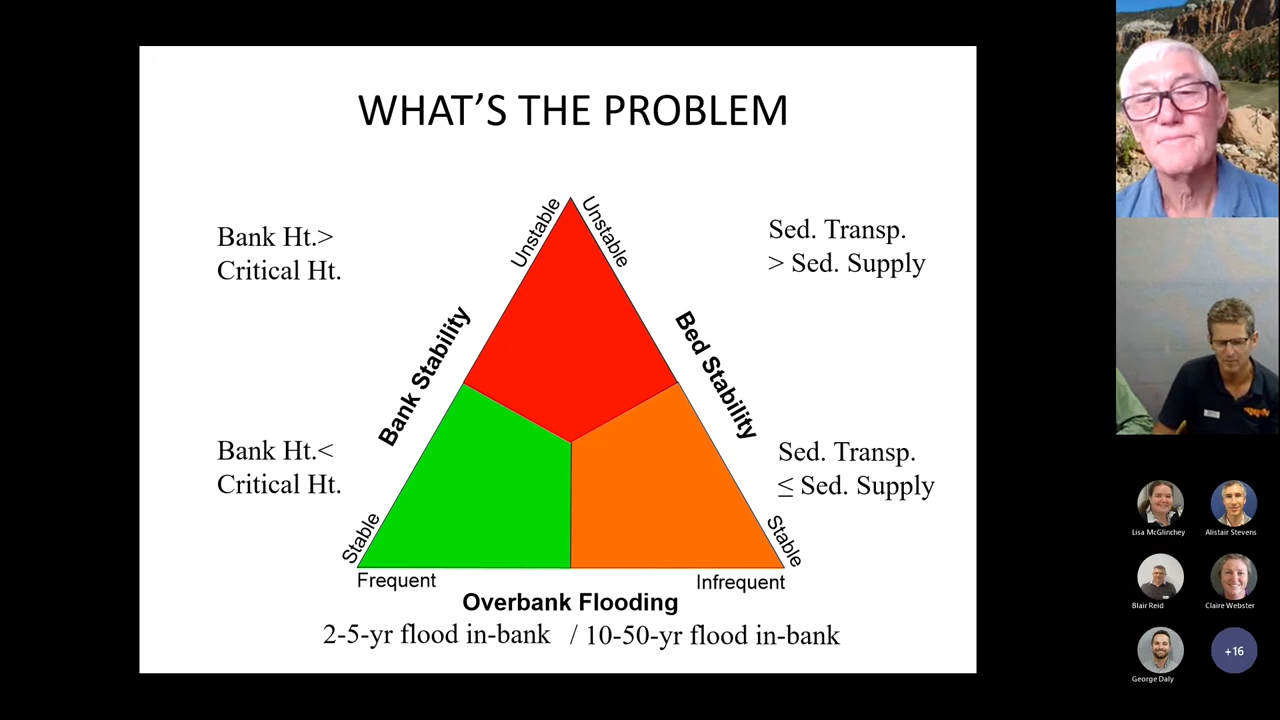 WHAT'S THE PROBLEM
Bank Ht.>
Critical Ht.
Unstable
Unstable
Sed. Transp.
> Sed. Supply
Bank Stability
Bed Stability
Bank Ht.<
Critical Ht.
Sed. Transp.
≤ Sed. Supply
Stable
Stable
Frequent
Infrequent
Overbank Flooding
2-5-yr flood in-bank / 10-50-yr flood in-bank
Lisa McGlinchey
Alistair Stevens
Blair Reid
Claire Webster
George Daly
+16